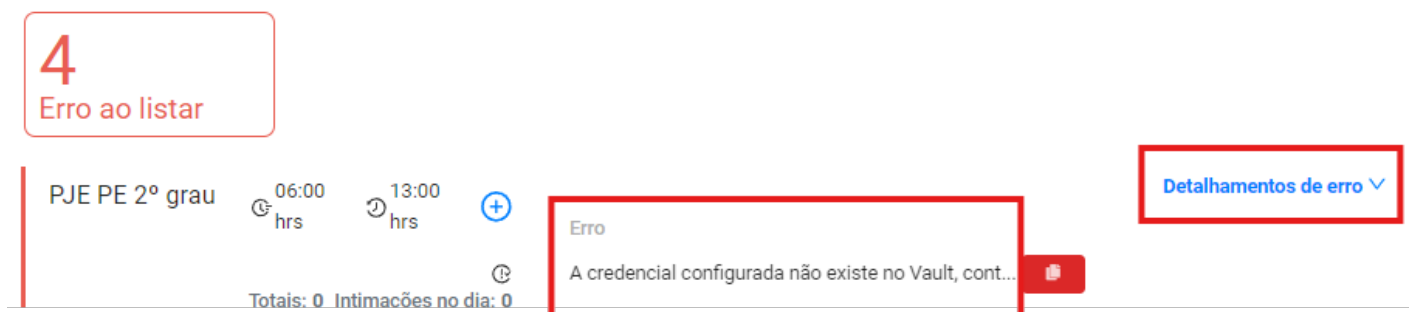 4
Erro ao listar
PJE PE 2º grau
06:00 hrs
13:00 hrs
Detalhamentos de erro
Erro
A credencial configurada não existe no Vault, cont...
Totais: 0 Intimações no dia: 0